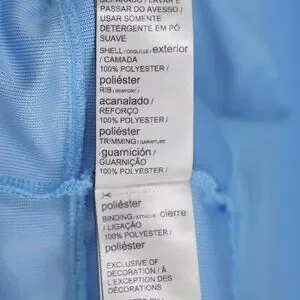 SEPARADO / LAVAR E
PASSAR DO AVESSO /
USAR SOMENTE
DETERGENTE EM PÓ
SUAVE
SHELL / COQUILLE / exterior
/ CAMADA
100% POLYESTER /
poliéster
RIB / RENFORT /
acanalado /
REFORÇO
100% POLYESTER /
poliéster
TRIMMING / GARNITURE
guarnición /
GUARNIÇÃO
100% POLYESTER /
poliéster
BINDING / ATTACHE / cierre
/ LIGAÇÃO
100% POLYESTER /
poliéster
EXCLUSIVE OF
DECORATION / À
L'EXCEPTION DES
DÉCORATIONS /